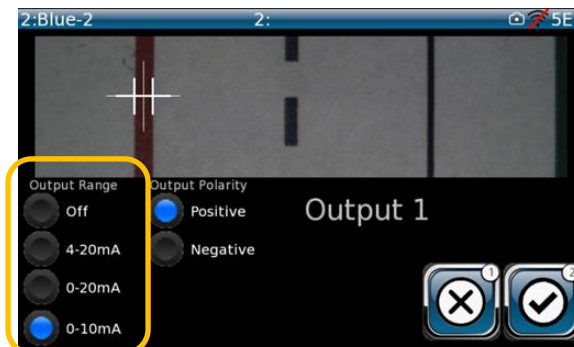 2:Blue-2 2: 5E
Output Range Output Polarity
Off Positive Output 1
4-20mA Negative
0-20mA
0-10mA
1 2